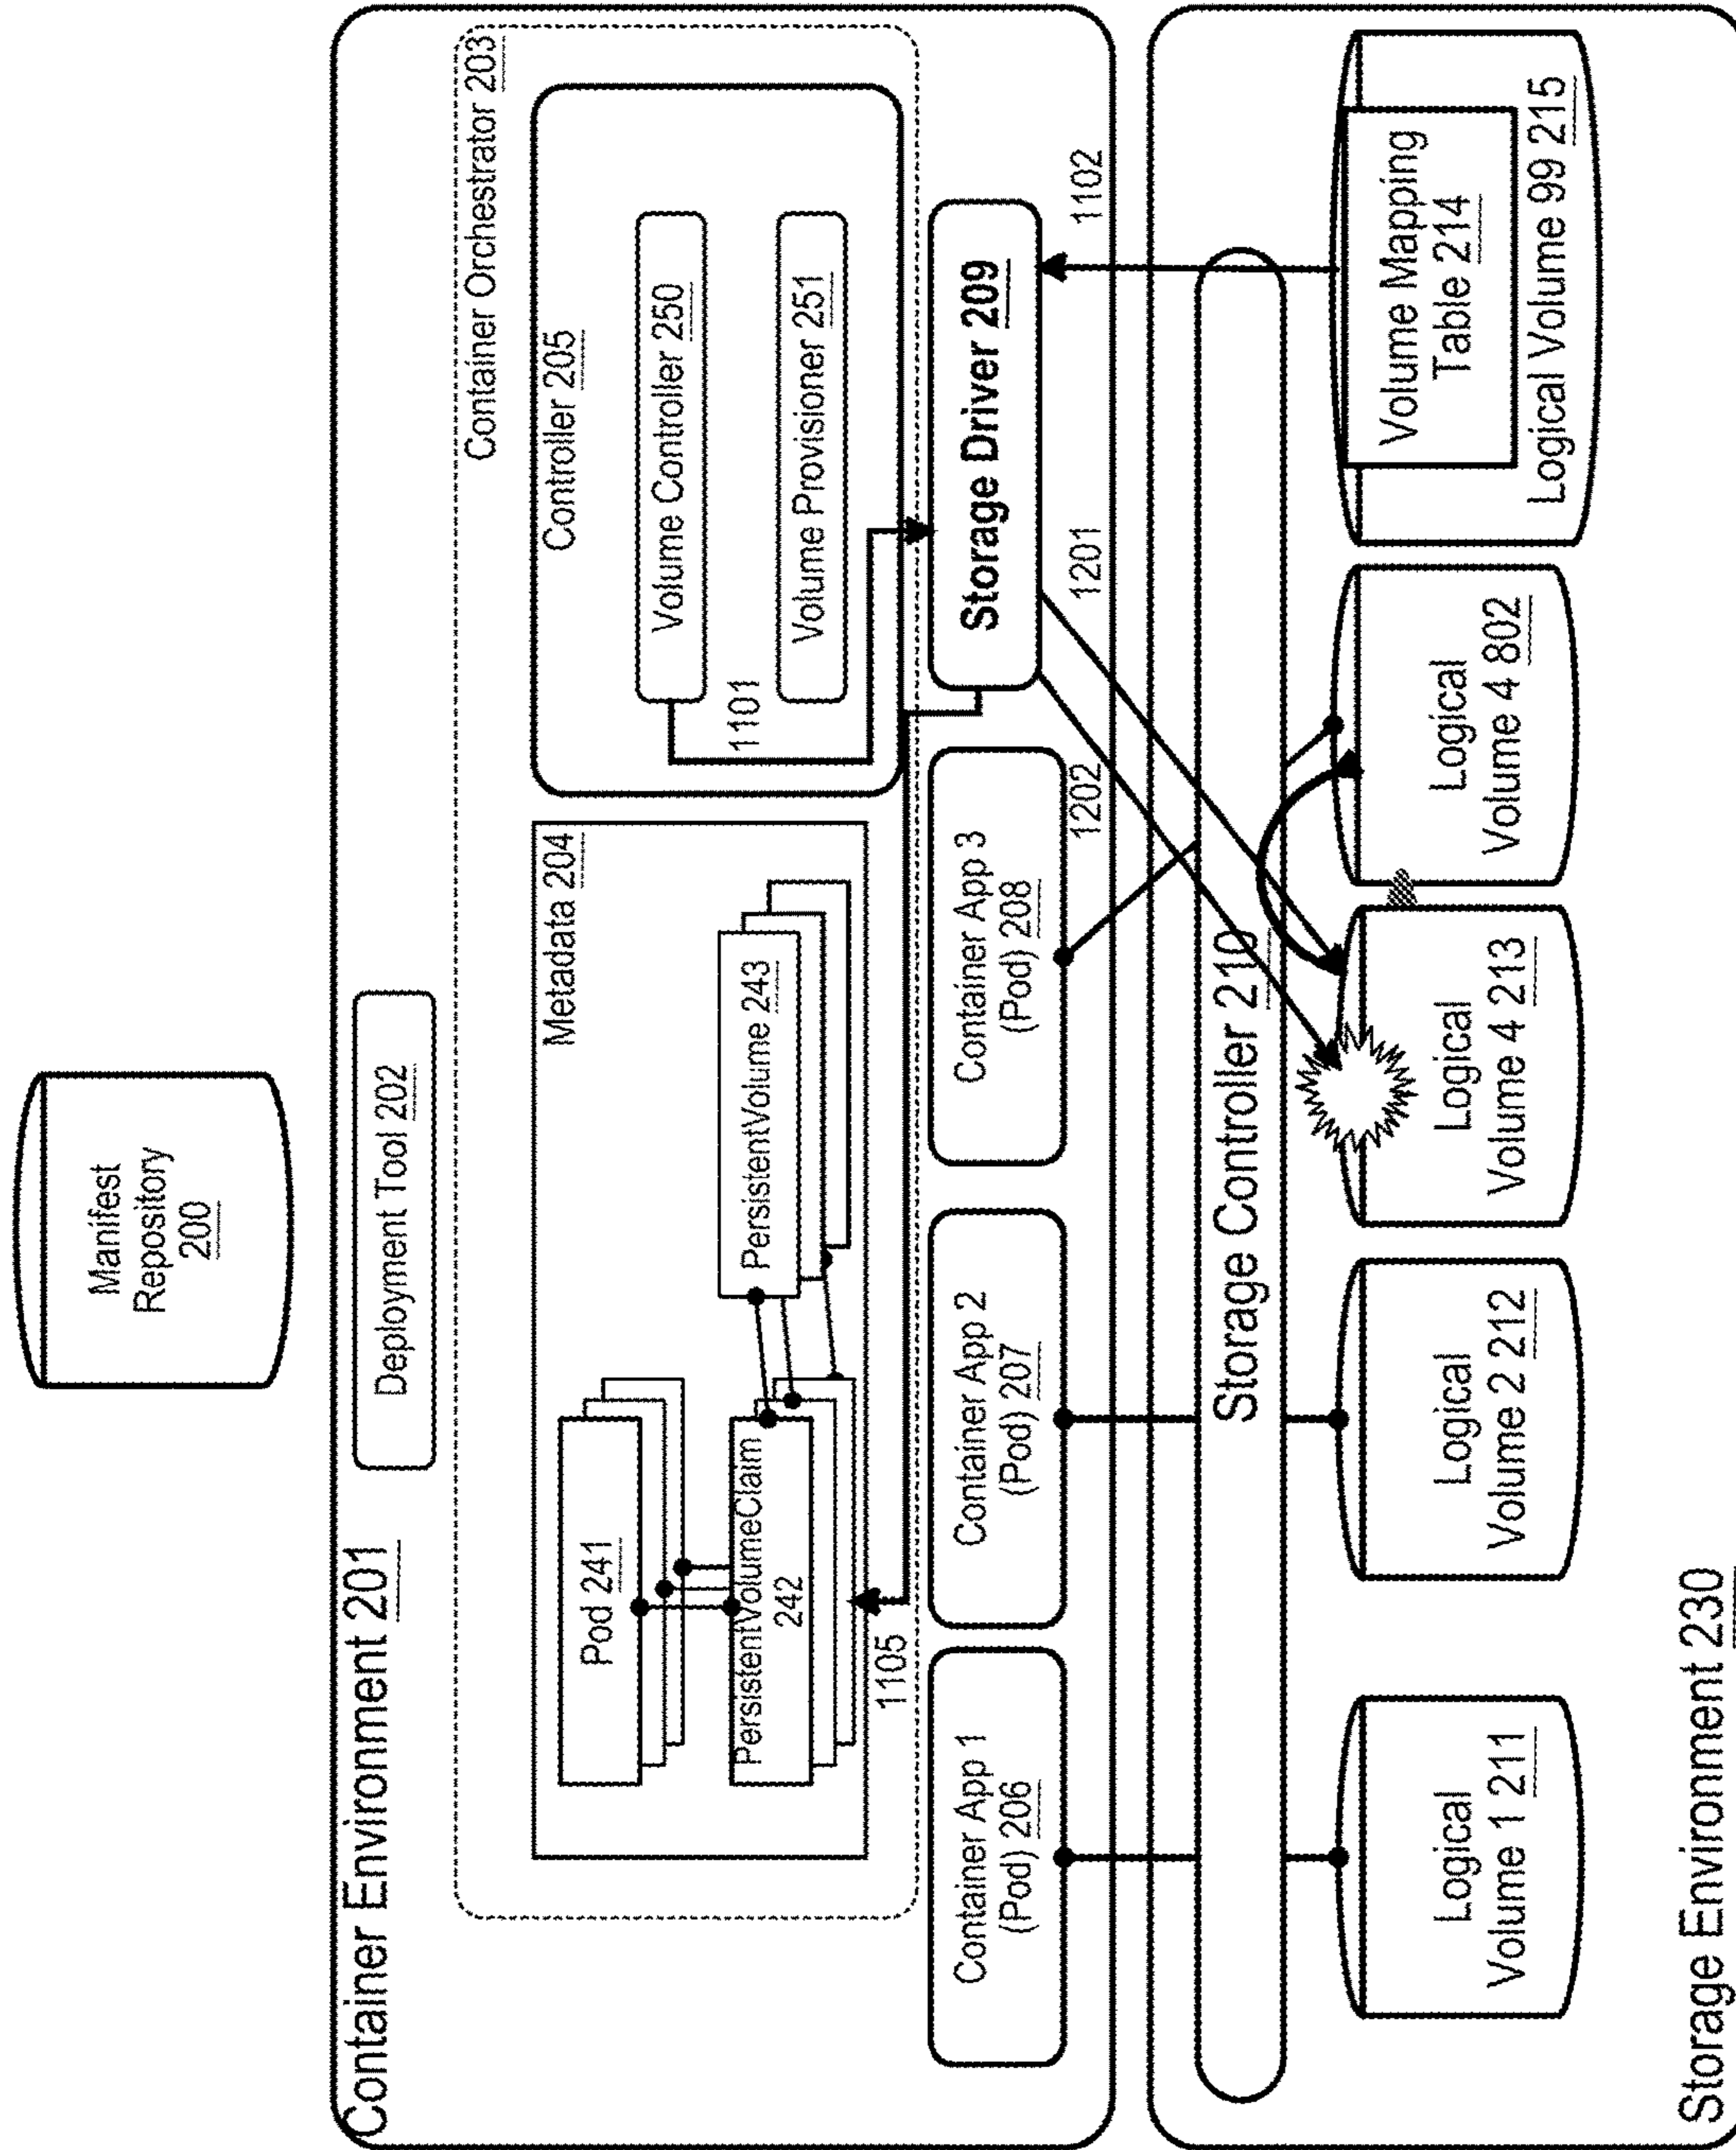 Manifest
Repository
200
Container Environment 201
Deployment Tool 202
Container Orchestrator 203
Metadata 204
Pod 241
PersistentVolumeClaim
242
PersistentVolume 243
1105
Controller 205
Volume Controller 250
1101
Volume Provisioner 251
Container App 1
(Pod) 206
Container App 2
(Pod) 207
Container App 3
(Pod) 208
Storage Driver 209
1202
1201
1102
Storage Controller 210
Logical
Volume 1 211
Logical
Volume 2 212
Logical
Volume 4 213
Logical
Volume 4 802
Volume Mapping
Table 214
Logical Volume 99 215
Storage Environment 230